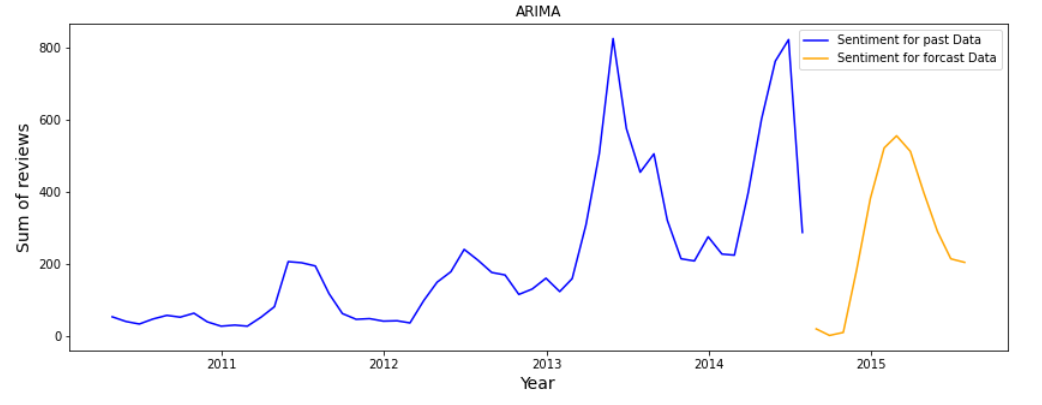 ARIMA
Sentiment for past Data
Sentiment for forcast Data
Sum of reviews
800
600
400
200
0
2011
2012
2013
2014
2015
Year